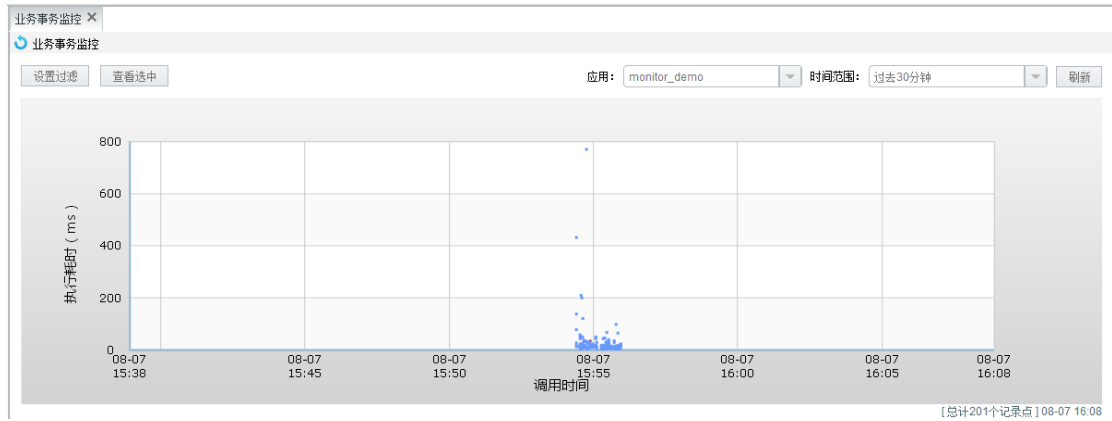 业务事务监控
业务事务监控
设置过滤 查看选中 应用： monitor_demo 时间范围： 过去30分钟 刷新
800
600
400
200
0
执行耗时（ms）
08-07 08-07 08-07 08-07 08-07 08-07 08-07
15:38 15:45 15:50 15:55 16:00 16:05 16:08
调用时间
[ 总计201个记录点 ] 08-07 16:08